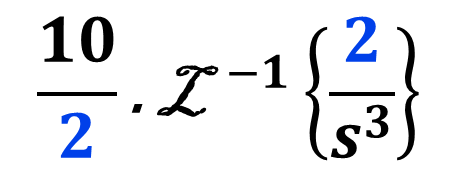 10/2 . ℒ⁻¹ {2/s³}